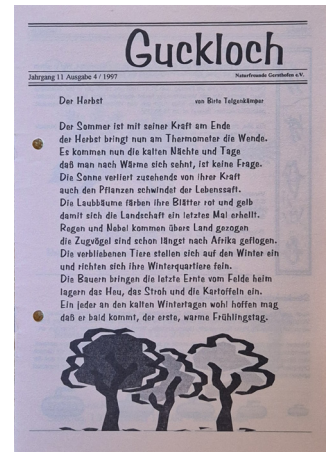 Guckloch
Jahrgang 11 Ausgabe 4 / 1997 Naturfreunde Gersthofen e.V.
Der Herbst von Birte Telgenkämper
Der Sommer ist mit seiner Kraft am Ende
der Herbst bringt nun am Thermometer die Wende.
Es kommen nun die kalten Nächte und Tage
daß man nach Wärme sich sehnt, ist keine Frage.
Die Sonne verliert zusehends von ihrer Kraft
auch den Pflanzen schwindet der Lebenssaft.
Die Laubbäume färben ihre Blätter rot und gelb
damit sich die Landschaft ein letztes Mal erhellt.
Regen und Nebel kommen übers Land gezogen
die Zugvögel sind schon längst nach Afrika geflogen.
Die verbliebenen Tiere stellen sich auf den Winter ein
und richten sich ihre Winterquartiere fein.
Die Bauern bringen die letzte Ernte vom Felde heim
lagern das Heu, das Stroh und die Kartoffeln ein.
Ein jeder an den kalten Wintertagen wohl hoffen mag
daß er bald kommt, der erste, warme Frühlingstag.